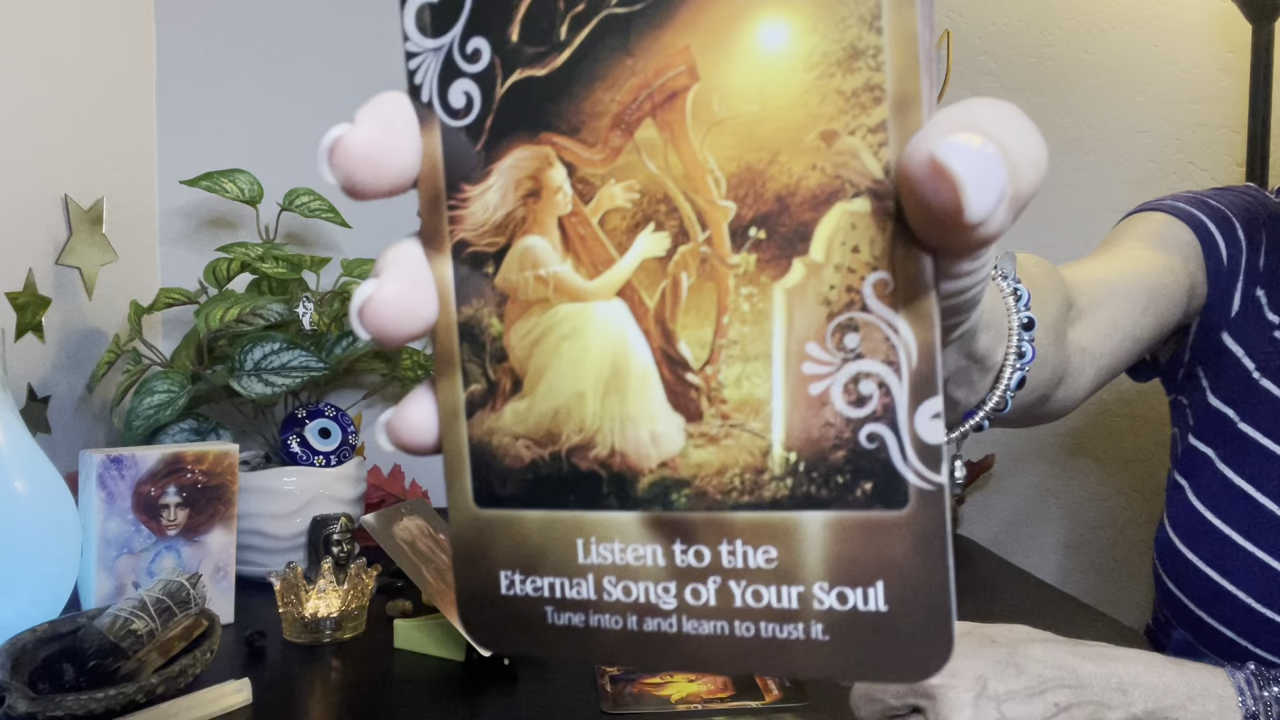 Listen to the
Eternal Song of Your Soul
Tune into it and learn to trust it.